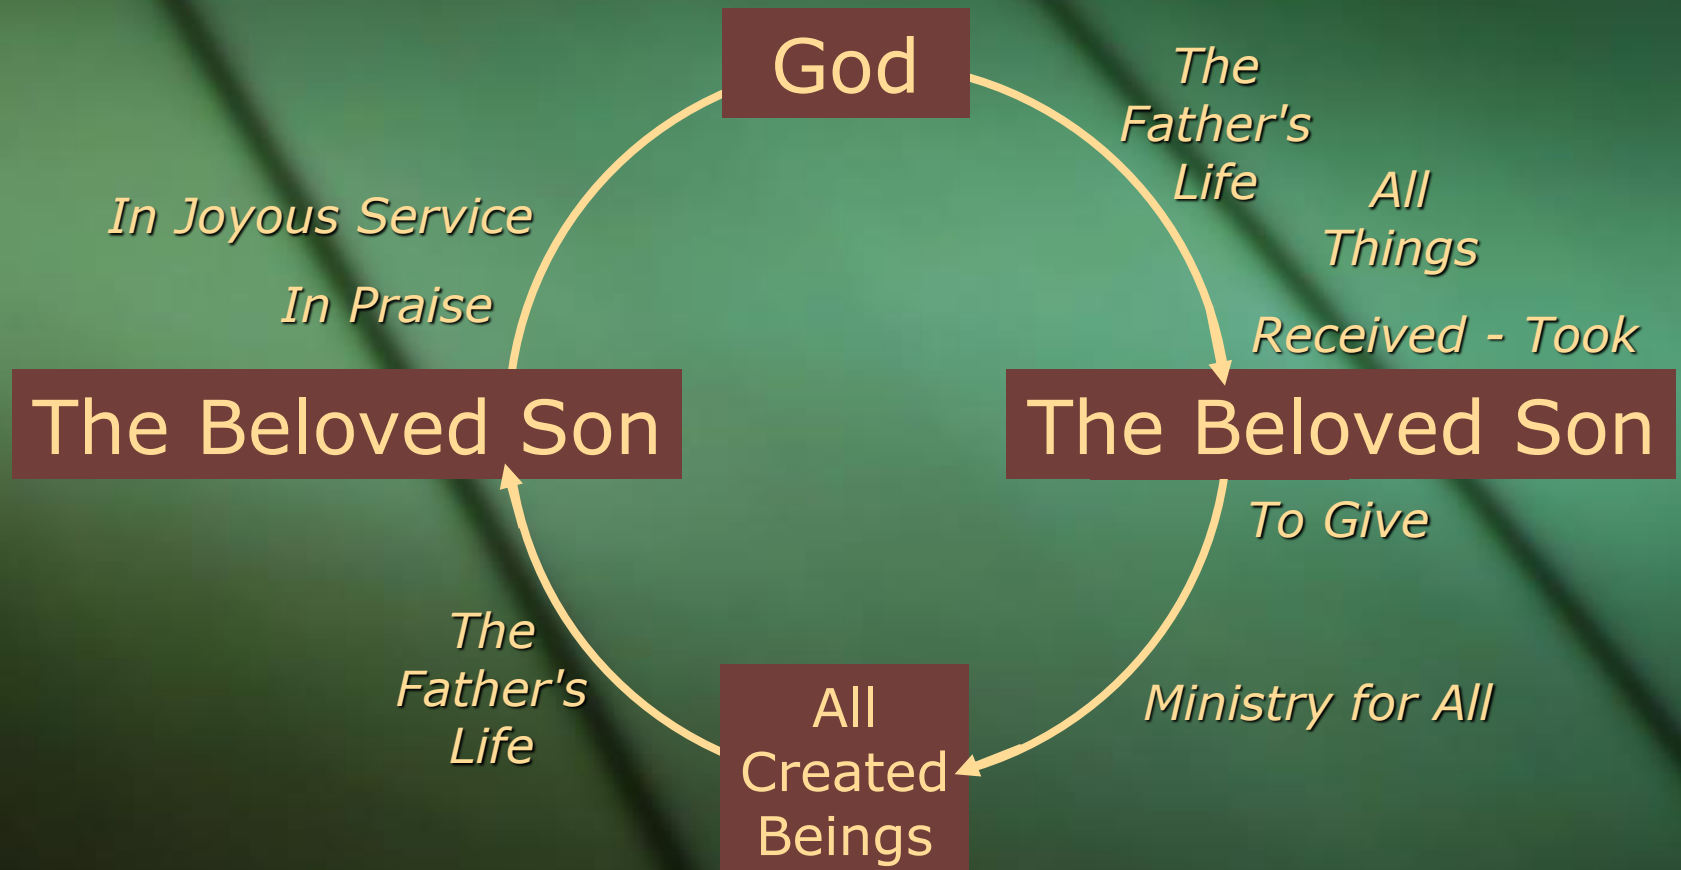 God
The
Father's
Life
All
Things
In Joyous Service
In Praise
Received - Took
The Beloved Son
The Beloved Son
To Give
The
Father's
Life
Ministry for All
All
Created
Beings